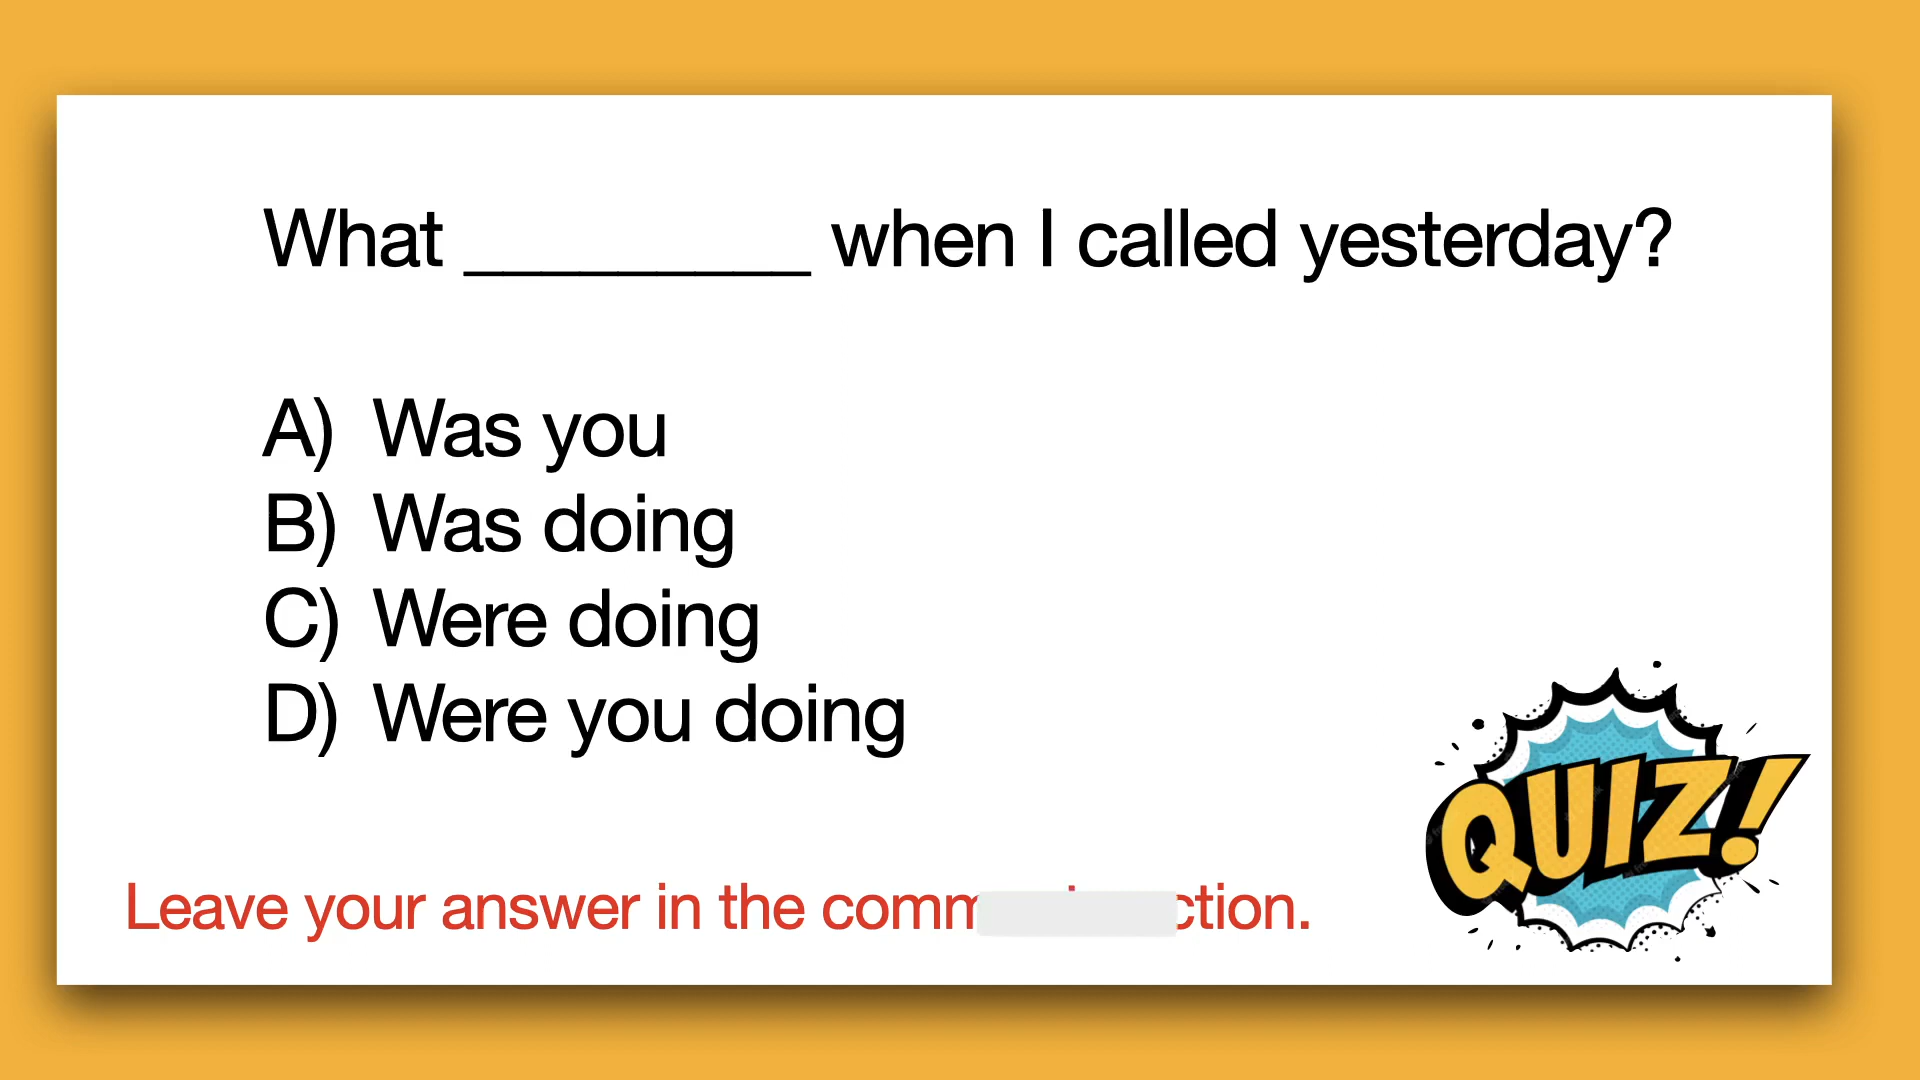 What _________ when I called yesterday?
A) Was you
B) Was doing
C) Were doing
D) Were you doing
QUIZ!
Leave your answer in the